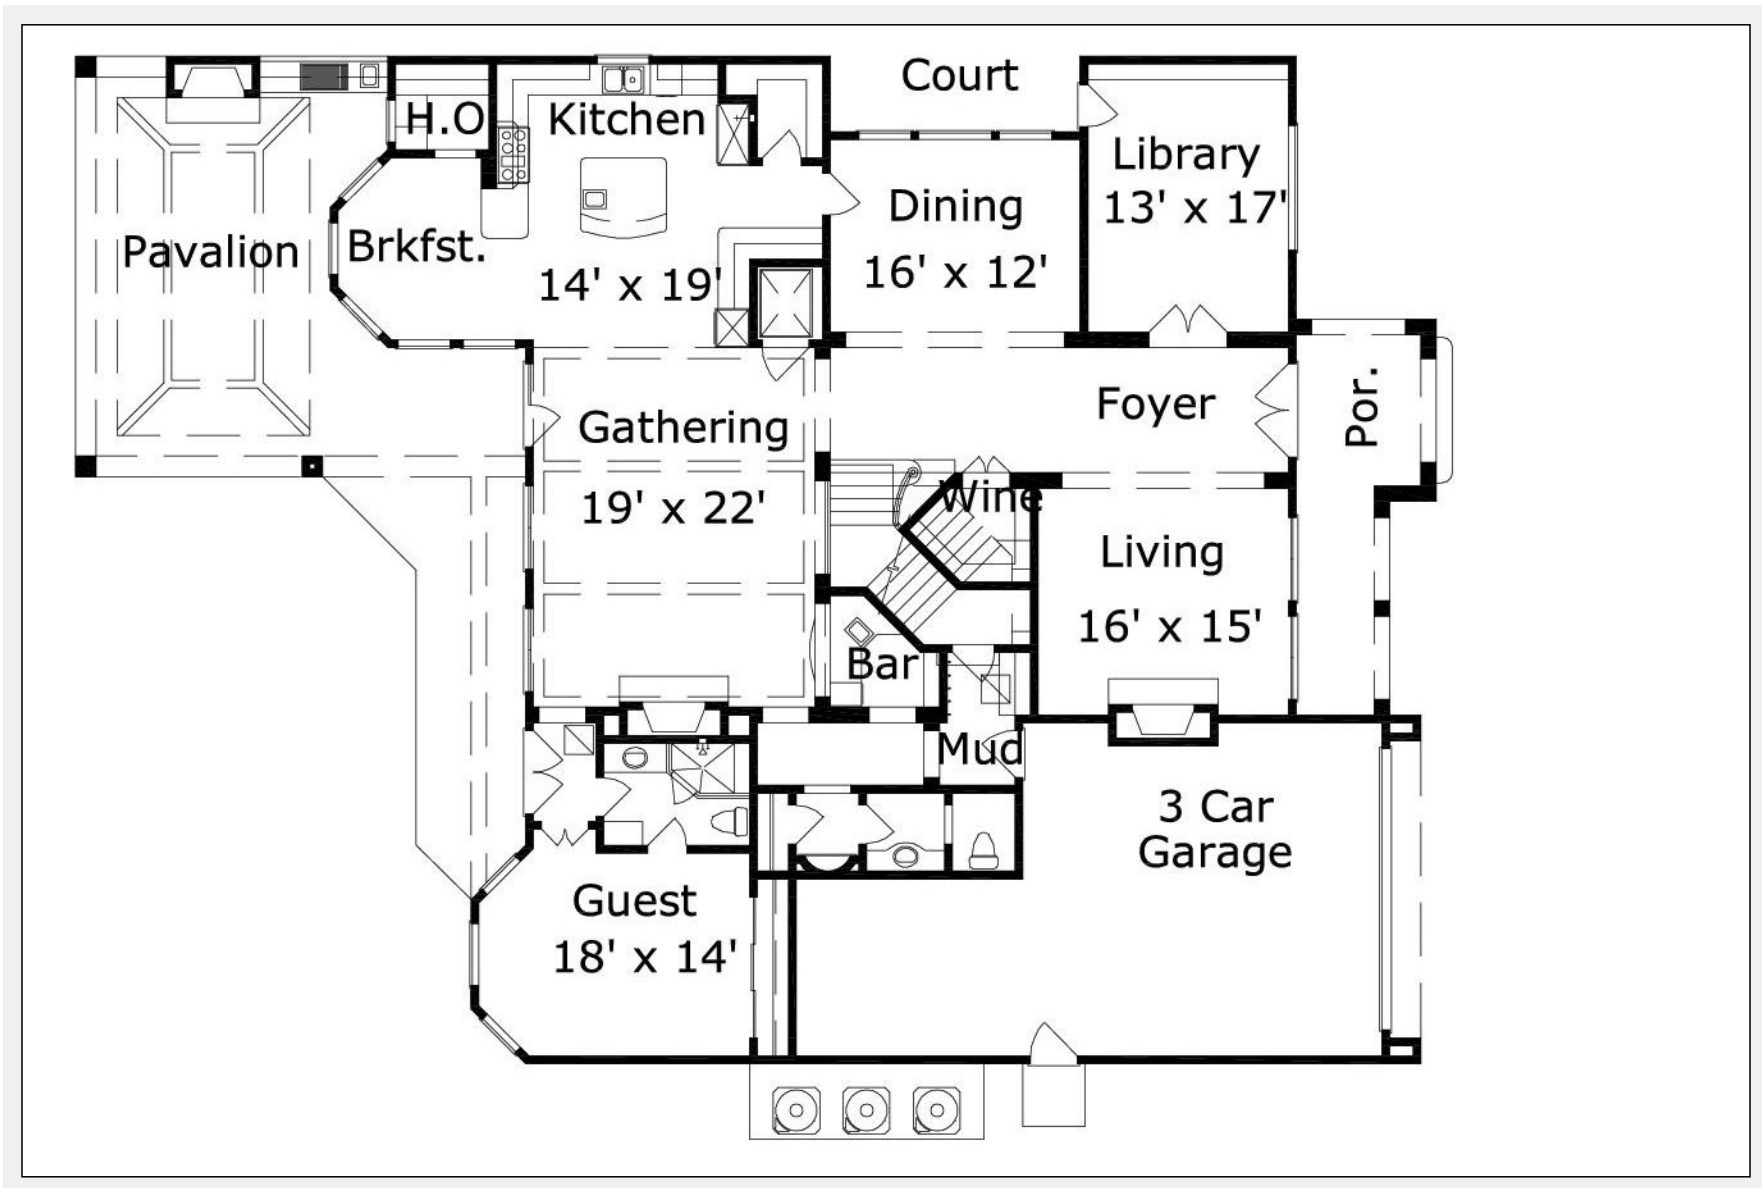 Court
H.O
Kitchen
Library
13' x 17'
Dining
Pavalion
Brkfst.
14' x 19'
16' x 12'
Foyer
Por.
Gathering
19' x 22'
Wine
Living
16' x 15'
Bar
Mud
3 Car
Garage
Guest
18' x 14'